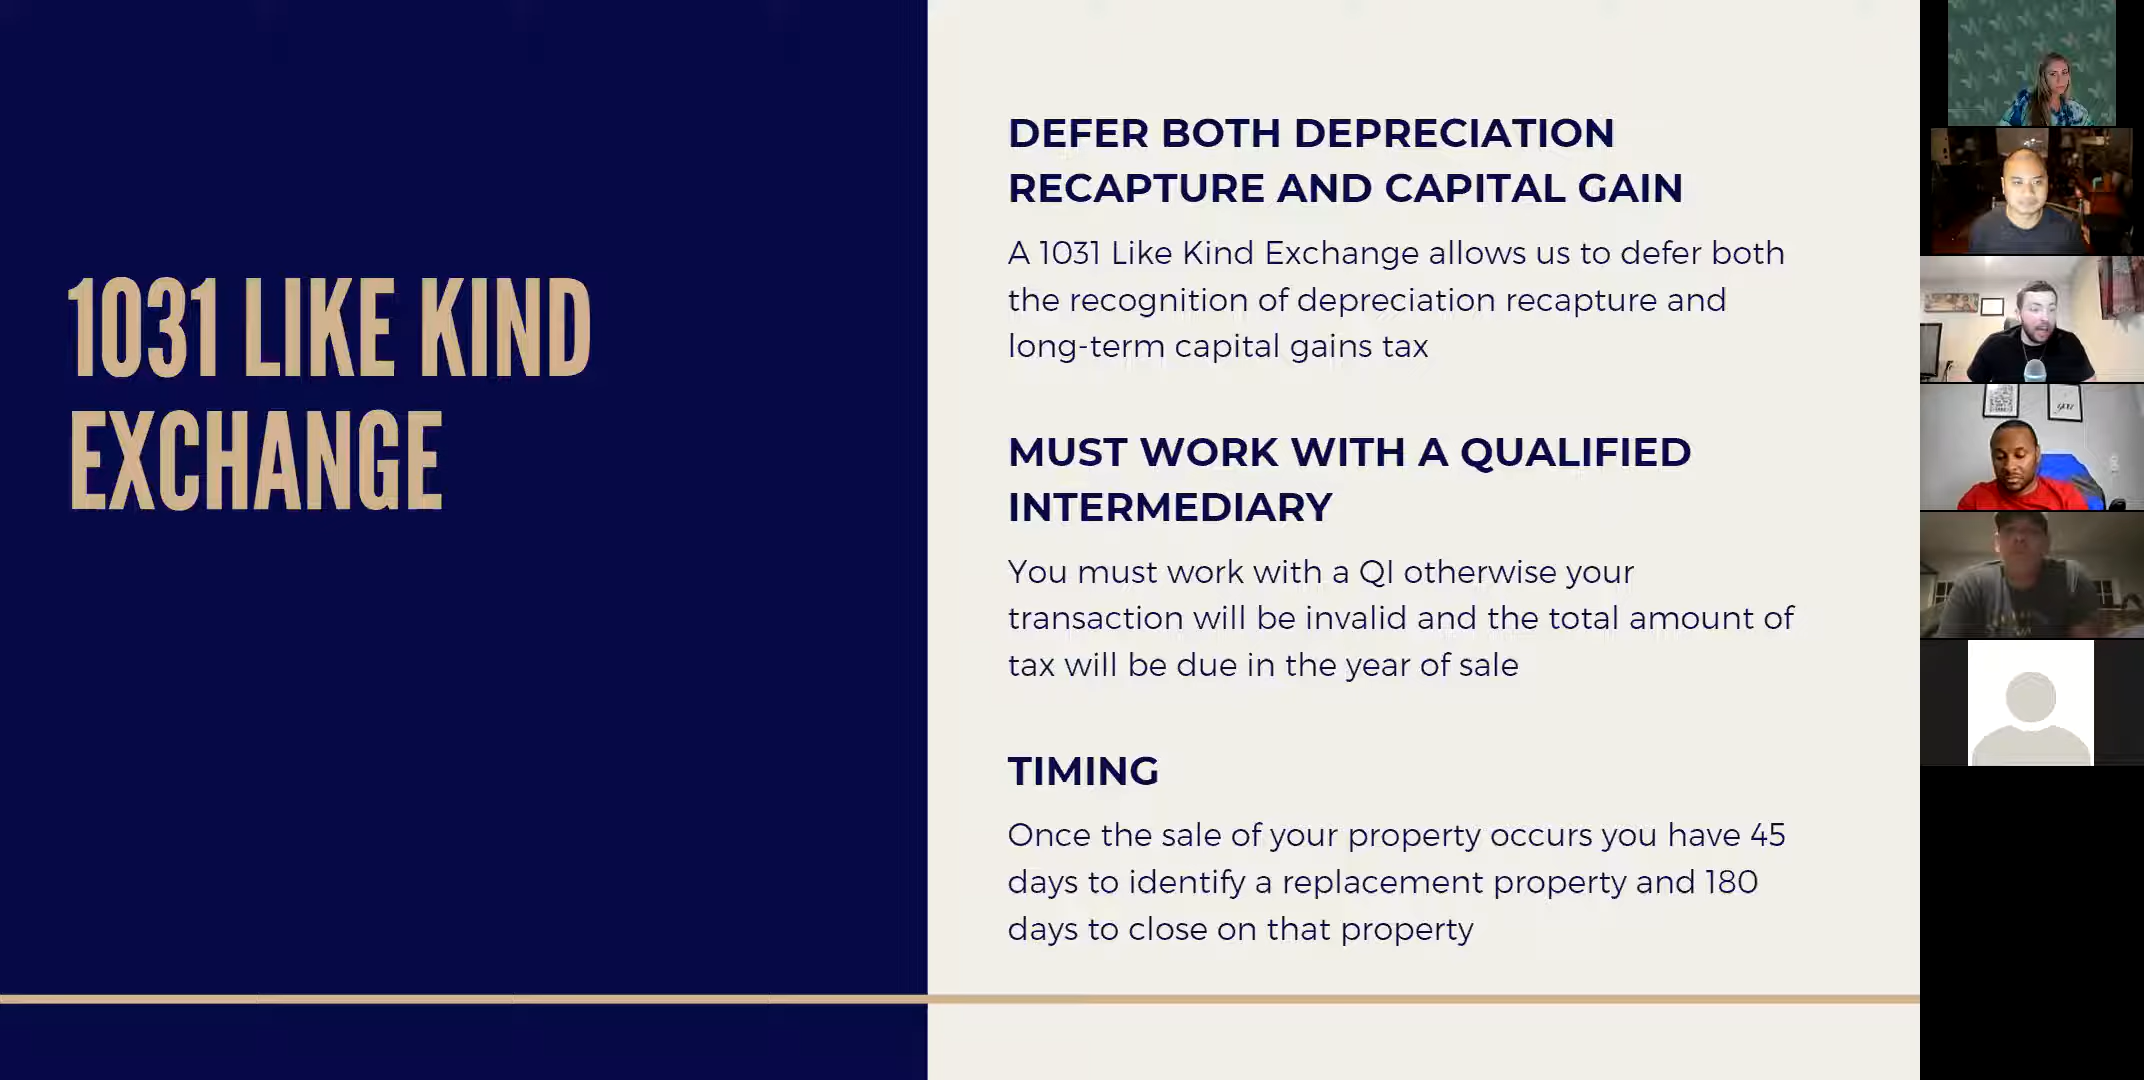 1031 LIKE KIND
EXCHANGE
DEFER BOTH DEPRECIATION
RECAPTURE AND CAPITAL GAIN
A 1031 Like Kind Exchange allows us to defer both
the recognition of depreciation recapture and
long-term capital gains tax
MUST WORK WITH A QUALIFIED
INTERMEDIARY
You must work with a QI otherwise your
transaction will be invalid and the total amount of
tax will be due in the year of sale
TIMING
Once the sale of your property occurs you have 45
days to identify a replacement property and 180
days to close on that property